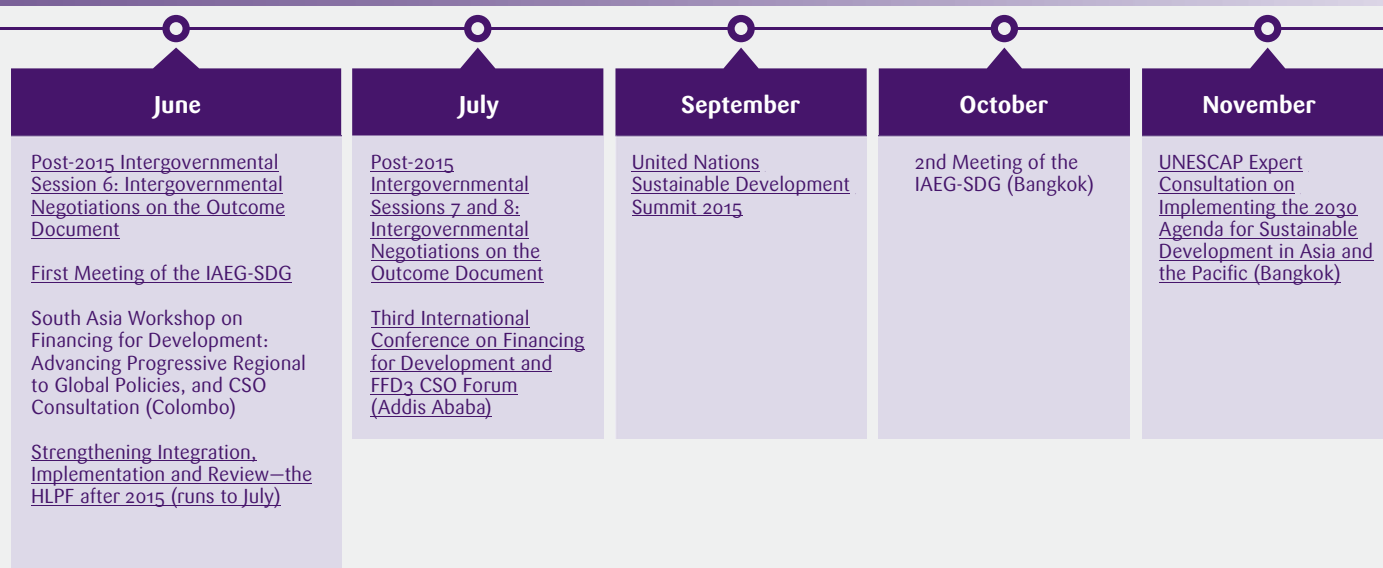 June
Post-2015 Intergovernmental
Session 6: Intergovernmental
Negotiations on the Outcome
Document
First Meeting of the IAEG-SDG
South Asia Workshop on
Financing for Development:
Advancing Progressive Regional
to Global Policies, and CSO
Consultation (Colombo)
Strengthening Integration,
Implementation and Review—the
HLPF after 2015 (runs to July)
July
Post-2015
Intergovernmental
Sessions 7 and 8:
Intergovernmental
Negotiations on the
Outcome Document
Third International
Conference on Financing
for Development and
FFD3 CSO Forum
(Addis Ababa)
September
United Nations
Sustainable Development
Summit 2015
October
2nd Meeting of the
IAEG-SDG (Bangkok)
November
UNESCAP Expert
Consultation on
Implementing the 2030
Agenda for Sustainable
Development in Asia and
the Pacific (Bangkok)